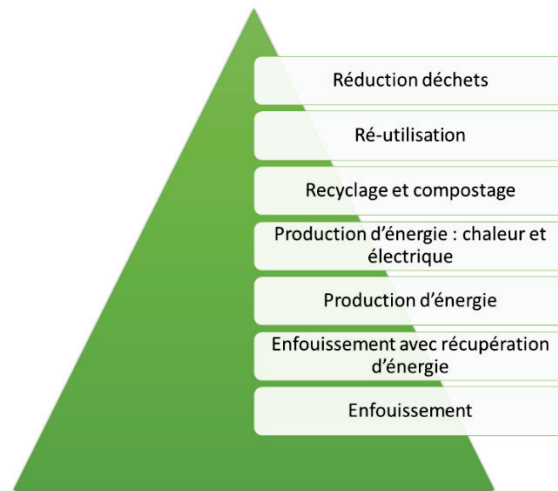 Réduction déchets
Ré-utilisation
Recyclage et compostage
Production d'énergie : chaleur et
électrique
Production d'énergie
Enfouissement avec récupération
d'énergie
Enfouissement